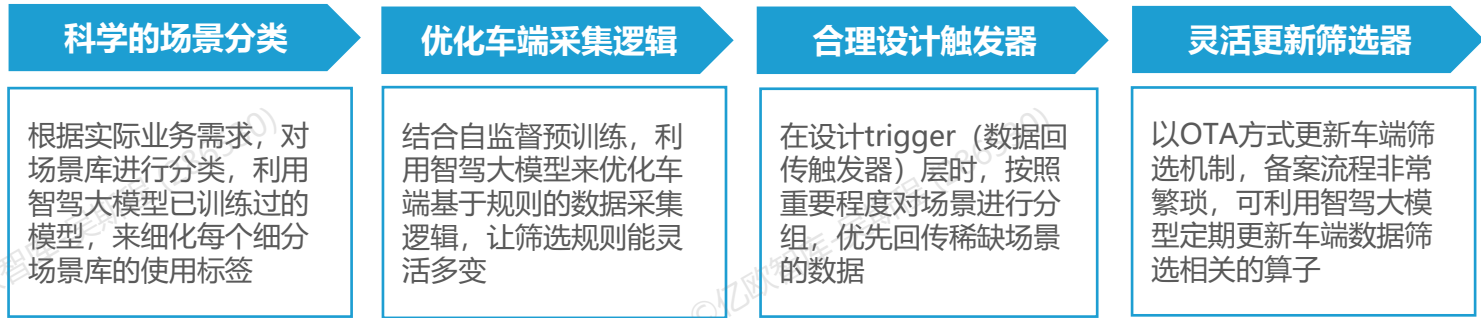 科学的场景分类
根据实际业务需求，对
场景库进行分类，利用
智驾大模型已训练过的
模型，来细化每个细分
场景库的使用标签
优化车端采集逻辑
结合自监督预训练，利
用智驾大模型来优化车
端基于规则的数据采集
逻辑，让筛选规则能灵
活多变
合理设计触发器
在设计trigger（数据回
传触发器）层时，按照
重要程度对场景进行分
组，优先回传稀缺场景
的数据
灵活更新筛选器
以OTA方式更新车端筛
选机制，备案流程非常
繁琐，可利用智驾大模
型定期更新车端数据筛
选相关的算子